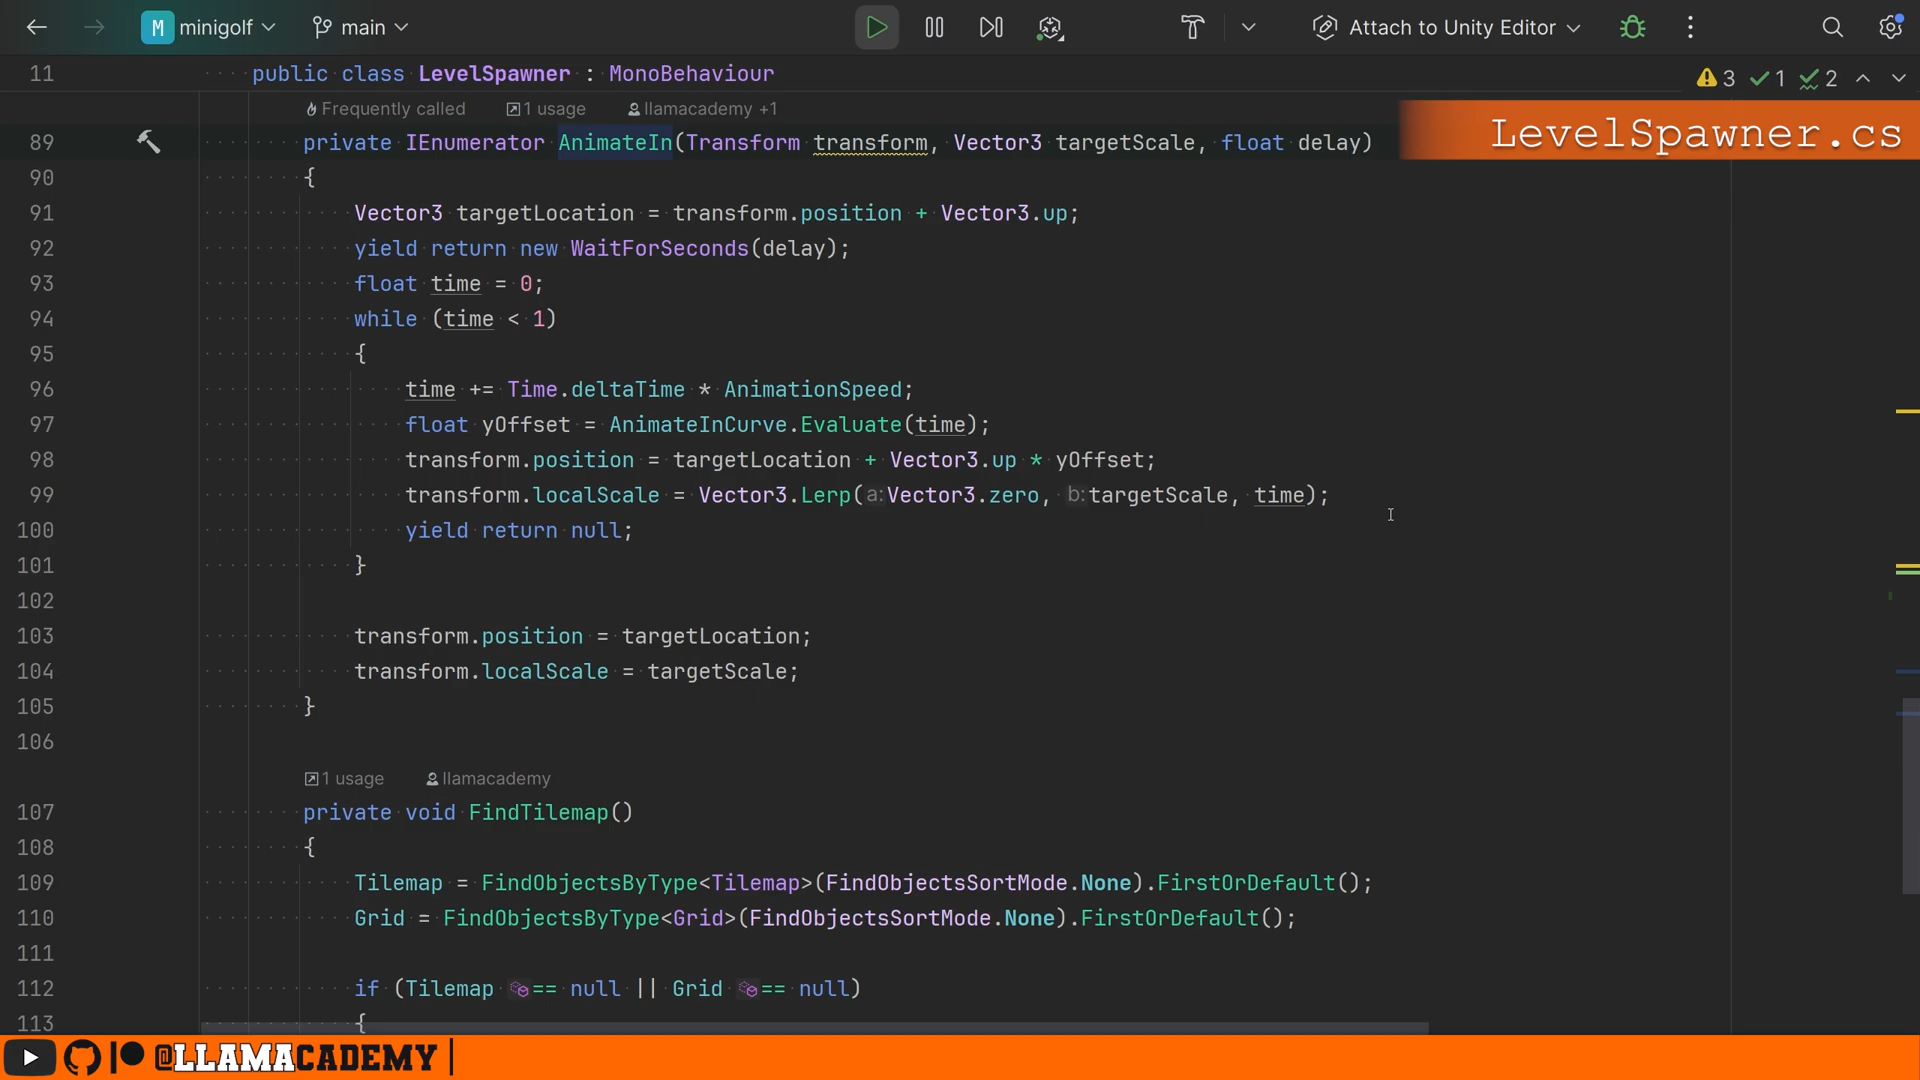 M minigolf main Attach to Unity Editor
11 public class LevelSpawner : MonoBehaviour
3 1 2
Frequently called 1 usage llamacademy +1
LevelSpawner.cs
89 private IEnumerator AnimateIn(Transform transform, Vector3 targetScale, float delay)
90 {
91 Vector3 targetLocation = transform.position + Vector3.up;
92 yield return new WaitForSeconds(delay);
93 float time = 0;
94 while (time < 1)
95 {
96 time += Time.deltaTime * AnimationSpeed;
97 float yOffset = AnimateInCurve.Evaluate(time);
98 transform.position = targetLocation + Vector3.up * yOffset;
99 transform.localScale = Vector3.Lerp(a:Vector3.zero, b:targetScale, time);
100 yield return null;
101 }
102
103 transform.position = targetLocation;
104 transform.localScale = targetScale;
105 }
106
1 usage llamacademy
107 private void FindTilemap()
108 {
109 Tilemap = FindObjectsByType<Tilemap>(FindObjectsSortMode.None).FirstOrDefault();
110 Grid = FindObjectsByType<Grid>(FindObjectsSortMode.None).FirstOrDefault();
111
112 if (Tilemap == null || Grid == null)
113 {
@LLAMACADEMY